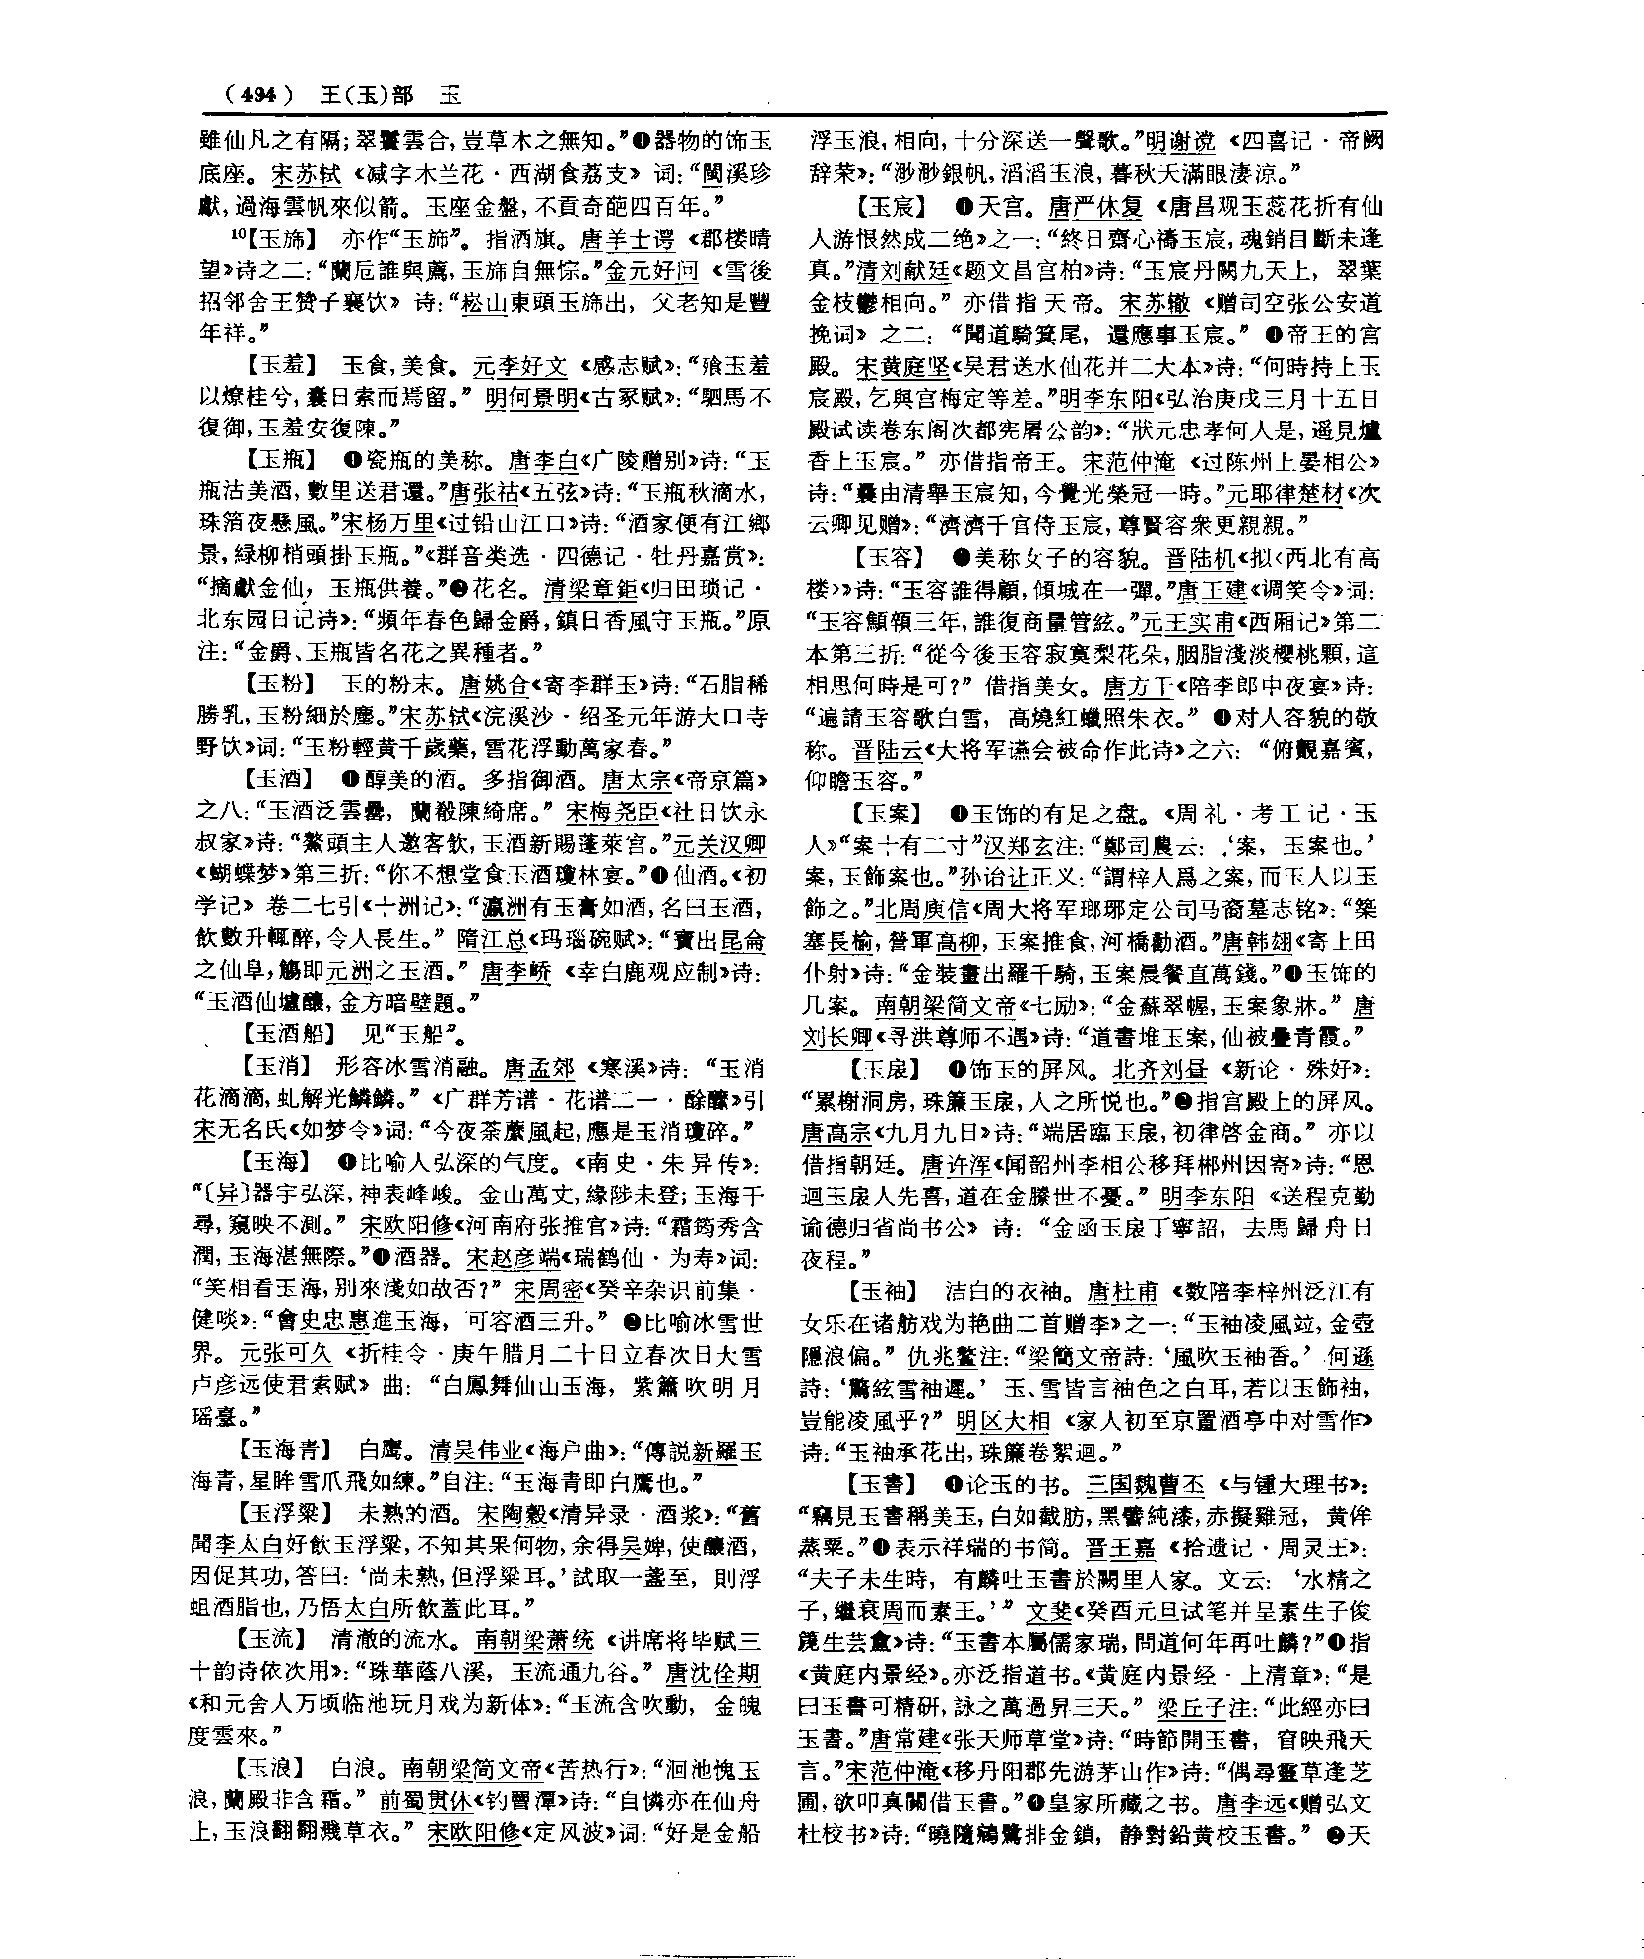 (494) 王(玉)部 玉
雖仙凡之有隔;翠鬟雲合,豈草木之無知。”❶器物的饰玉
底座。宋苏轼《减字木兰花·西湖食荔支》词:“閩溪珍
獻,過海雲帆來似箭。玉座金盤,不貢奇葩四百年。”
¹⁰【玉斾】 亦作“玉旆”。指酒旗。唐羊士谔《郡楼晴
望》诗之二:“蘭卮誰與薦,玉旆自無悰。”金元好问《雪後
招邻舍王赞子襄饮》诗:“崧山東頭玉旆出,父老知是豐
年祥。”
【玉羞】 玉食,美食。元李好文《感志赋》:“飧玉羞
以燎桂兮,囊日索而焉留。”明何景明《古冢赋》:“駟馬不
復御,玉羞安復陳。”
【玉瓶】 ❶瓷瓶的美称。唐李白《广陵赠别》诗:“玉
瓶沽美酒,數里送君還。”唐张祜《五弦》诗:“玉瓶秋滴水,
珠箔夜懸風。”宋杨万里《过铅山江口》诗:“酒家便有江鄉
景,緑柳梢頭掛玉瓶。”《群音类选·四德记·牡丹嘉赏》:
“摘獻金仙,玉瓶供養。”❷花名。清梁章鉅《归田琐记·
北东园日记诗》:“頻年春色歸金爵,鎮日香風守玉瓶。”原
注:“金爵、玉瓶皆名花之異種者。”
【玉粉】 玉的粉末。唐姚合《寄李群玉》诗:“石脂稀
勝乳,玉粉細於塵。”宋苏轼《浣溪沙·绍圣元年游大口寺
野饮》词:“玉粉輕黄千歲藥,雪花浮動萬家春。”
【玉酒】 ❶醇美的酒。多指御酒。唐太宗《帝京篇》
之八:“玉酒泛雲罍,蘭殽陳綺席。”宋梅尧臣《社日饮永
叔家》诗:“鰲頭主人邀客飲,玉酒新賜蓬萊宫。”元关汉卿
《蝴蝶梦》第三折:“你不想堂食玉酒瓊林宴。”❶仙酒。《初
学记》卷二七引《十洲记》:“瀛洲有玉膏如酒,名曰玉酒,
飲數升輒醉,令人長生。”隋江总《玛瑙碗赋》:“寶出昆侖
之仙阜,觴即元洲之玉酒。”唐李峤《幸白鹿观应制》诗:
“玉酒仙壚釀,金方暗壁題。”
【玉酒船】 见“玉船”。
【玉消】 形容冰雪消融。唐孟郊《寒溪》诗:“玉消
花滴滴,虬解光鱗鱗。”《广群芳谱·花谱二一·酴醿》引
宋无名氏《如梦令》词:“今夜荼蘼風起,應是玉消瓊碎。”
【玉海】 ❶比喻人弘深的气度。《南史·朱异传》:
“〔异〕器宇弘深,神表峰峻。金山萬丈,緣陟未登;玉海千
尋,窺映不測。”宋欧阳修《河南府张推官》诗:“霜筠秀含
潤,玉海湛無際。”❶酒器。宋赵彦端《瑞鹤仙·为寿》词:
“笑相看玉海,别來淺如故否?”宋周密《癸辛杂识前集·
健啖》:“會史忠惠進玉海,可容酒三升。”❷比喻冰雪世
界。元张可久《折桂令·庚午腊月二十日立春次日大雪
卢彦远使君索赋》曲:“白鳳舞仙山玉海,紫簫吹明月
瑶臺。”
【玉海青】 白鹰。清吴伟业《海户曲》:“傳説新羅玉
海青,星眸雪爪飛如練。”自注:“玉海青即白鷹也。”
【玉浮粱】 未熟的酒。宋陶穀《清异录·酒浆》:“舊
聞李太白好飲玉浮粱,不知其果何物,余得吴婢,使釀酒,
因促其功,答曰:‘尚未熟,但浮粱耳。’試取一盞至,則浮
蛆酒脂也,乃悟太白所飲蓋此耳。”
【玉流】 清澈的流水。南朝梁萧统《讲席将毕赋三
十韵诗依次用》:“珠華蔭八溪,玉流通九谷。”唐沈佺期
《和元舍人万顷临池玩月戏为新体》:“玉流含吹動,金魄
度雲來。”
【玉浪】 白浪。南朝梁简文帝《苦热行》:“洄池愧玉
浪,蘭殿非含霜。”前蜀贯休《钓罾潭》诗:“自憐亦在仙舟
上,玉浪翻翻濺草衣。”宋欧阳修《定风波》词:“好是金船
浮玉浪,相向,十分深送一聲歌。”明谢谠《四喜记·帝阙
辞荣》:“渺渺銀帆,滔滔玉浪,暮秋天滿眼淒涼。”
【玉宸】 ❶天宫。唐严休复《唐昌观玉蕊花折有仙
人游怅然成二绝》之一:“終日齋心禱玉宸,魂銷目斷未逢
真。”清刘献廷《题文昌宫柏》诗:“玉宸丹闕九天上,翠葉
金枝鬱相向。”亦借指天帝。宋苏辙《赠司空张公安道
挽词》之二:“聞道騎箕尾,還應事玉宸。”❶帝王的宫
殿。宋黄庭坚《吴君送水仙花并二大本》诗:“何時持上玉
宸殿,乞與宫梅定等差。”明李东阳《弘治庚戌三月十五日
殿试读卷东阁次都宪屠公韵》:“狀元忠孝何人是,遥見爐
香上玉宸。”亦借指帝王。宋范仲淹《过陈州上晏相公》
诗:“曩由清舉玉宸知,今覺光榮冠一時。”元耶律楚材《次
云卿见赠》:“濟濟千官侍玉宸,尊賢容衆更親親。”
【玉容】 ❶美称女子的容貌。晋陆机《拟〈西北有高
楼〉》诗:“玉容誰得顧,傾城在一彈。”唐王建《调笑令》词:
“玉容顦顇三年,誰復商量管絃。”元王实甫《西厢记》第二
本第三折:“從今後玉容寂寞梨花朵,胭脂淺淡櫻桃顆,這
相思何時是可?”借指美女。唐方干《陪李郎中夜宴》诗:
“遍請玉容歌白雪,高燒紅蠟照朱衣。”❶对人容貌的敬
称。晋陆云《大将军讌会被命作此诗》之六:“俯覿嘉賓,
仰瞻玉容。”
【玉案】 ❶玉饰的有足之盘。《周礼·考工记·玉
人》“案十有二寸”汉郑玄注:“鄭司農云:‘案,玉案也。’
案,玉飾案也。”孙诒让正义:“謂梓人爲之案,而玉人以玉
飾之。”北周庾信《周大将军瑯琊定公司马裔墓志铭》:“築
塞長榆,營軍高柳,玉案推食,河橋勸酒。”唐韩翃《寄上田
仆射》诗:“金裝畫出羅千騎,玉案晨餐直萬錢。”❶玉饰的
几案。南朝梁简文帝《七励》:“金蘇翠幄,玉案象牀。”唐
刘长卿《寻洪尊师不遇》诗:“道書堆玉案,仙被疊青霞。”
【玉扆】 ❶饰玉的屏风。北齐刘昼《新论·殊好》:
“累榭洞房,珠簾玉扆,人之所悦也。”❷指宫殿上的屏风。
唐高宗《九月九日》诗:“端居臨玉扆,初律啓金商。”亦以
借指朝廷。唐许浑《闻韶州李相公移拜郴州因寄》诗:“恩
迴玉扆人先喜,道在金縢世不憂。”明李东阳《送程克勤
谕德归省尚书公》诗:“金函玉扆丁寧詔,去馬歸舟日
夜程。”
【玉袖】 洁白的衣袖。唐杜甫《数陪李梓州泛江有
女乐在诸舫戏为艳曲二首赠李》之一:“玉袖凌風竝,金壺
隱浪偏。”仇兆鳌注:“梁簡文帝詩:‘風吹玉袖香。’何遜
詩:‘驚絃雪袖遲。’玉、雪皆言袖色之白耳,若以玉飾袖,
豈能凌風乎?”明区大相《家人初至京置酒亭中对雪作》
诗:“玉袖承花出,珠簾卷絮迴。”
【玉書】 ❶论玉的书。三国魏曹丕《与锺大理书》:
“竊見玉書稱美玉,白如截肪,黑譬純漆,赤擬雞冠,黄侔
蒸粟。”❶表示祥瑞的书简。晋王嘉《拾遗记·周灵王》:
“夫子未生時,有麟吐玉書於闕里人家。文云:‘水精之
子,繼衰周而素王。’”文斐《癸酉元旦试笔并呈素生子俊
篪生芸盦》诗:“玉書本屬儒家瑞,問道何年再吐麟?”❶指
《黄庭内景经》。亦泛指道书。《黄庭内景经·上清章》:“是
曰玉書可精研,詠之萬過昇三天。”梁丘子注:“此經亦曰
玉書。”唐常建《张天师草堂》诗:“時節開玉書,窅映飛天
言。”宋范仲淹《移丹阳郡先游茅山作》诗:“偶尋靈草逢芝
圃,欲叩真關借玉書。”❶皇家所藏之书。唐李远《赠弘文
杜校书》诗:“曉隨鵷鷺排金鎖,静對鉛黄校玉書。”❷天